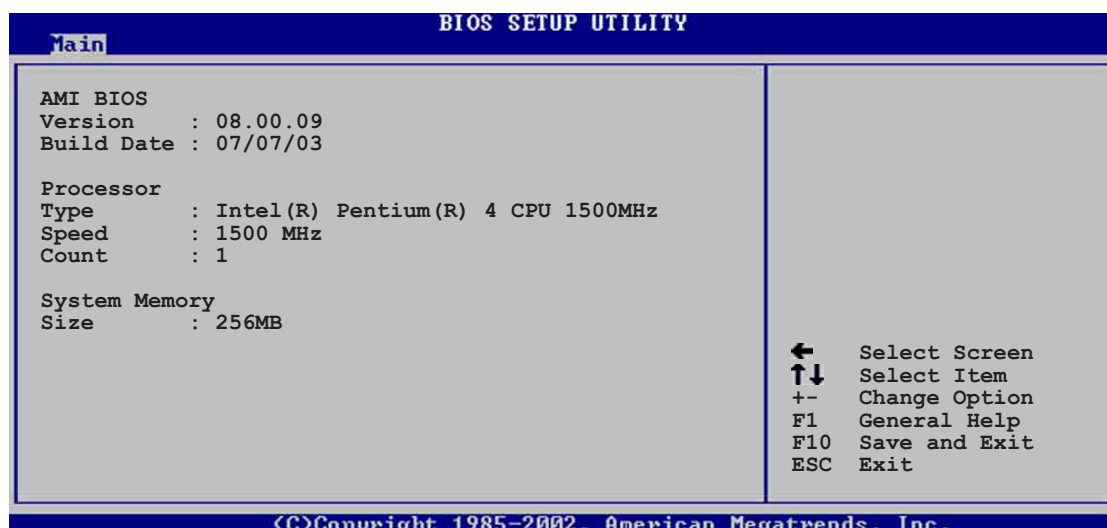 BIOS SETUP UTILITY
Main
AMI BIOS
Version : 08.00.09
Build Date : 07/07/03
Processor
Type : Intel(R) Pentium(R) 4 CPU 1500MHz
Speed : 1500 MHz
Count : 1
System Memory
Size : 256MB
← Select Screen
↑↓ Select Item
+- Change Option
F1 General Help
F10 Save and Exit
ESC Exit
(C)Copyright 1985-2002, American Megatrends, Inc.